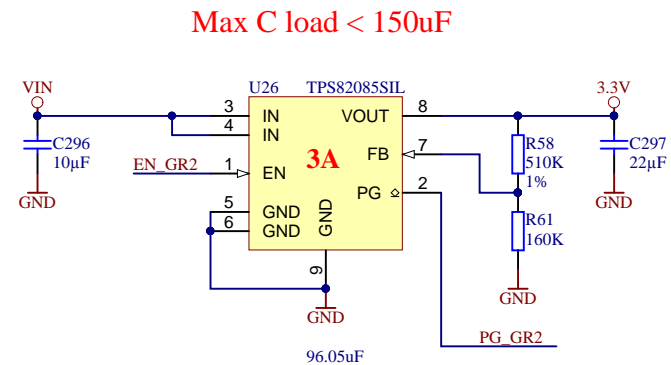 Max C load < 150uF
VIN
U26
TPS82085SIL
3.3V
3
IN
VOUT
8
4
IN
C296
10µF
R58
510K
1%
C297
22µF
EN_GR2
1
EN
3A
FB
7
PG
2
GND
5
GND
6
GND
GND
R61
160K
GND
9
GND
GND
PG_GR2
96.05uF